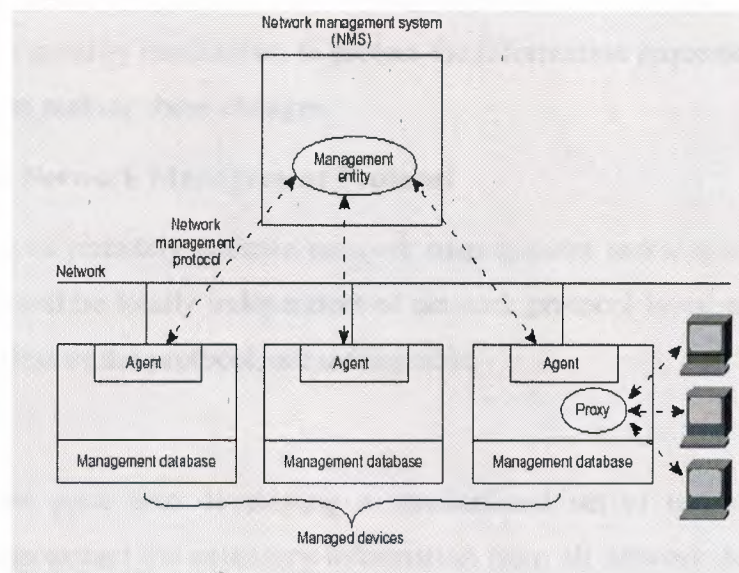 Network management system
(NMS)
Management
entity
Network
management
protocol
Network
Agent
Agent
Agent
Proxy
Management database
Management database
Management database
Managed devices